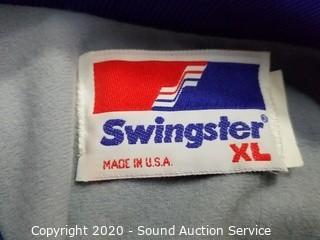 Swingster®
XL
MADE IN U.S.A.
Copyright 2020 - Sound Auction Service